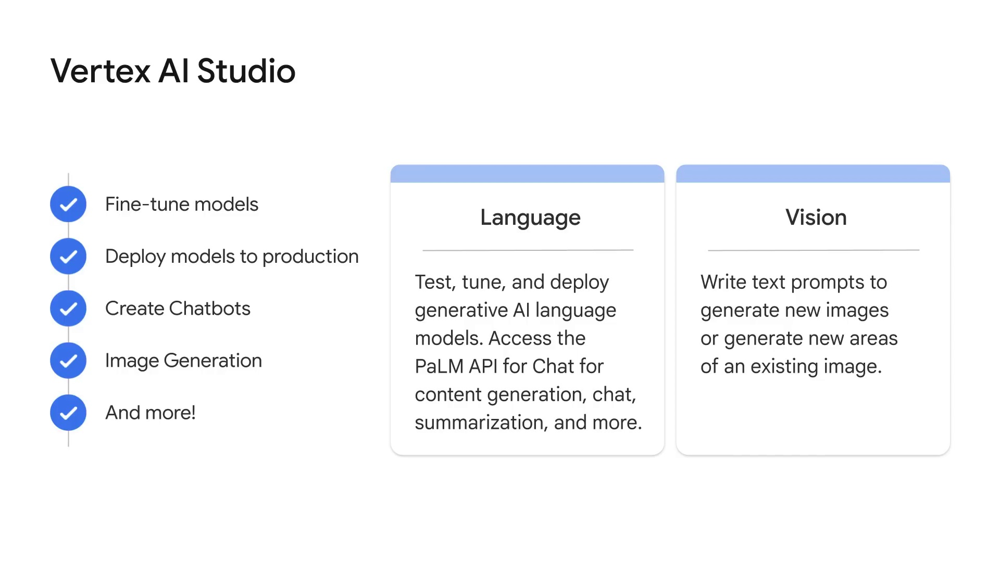 Vertex AI Studio
Fine-tune models
Deploy models to production
Create Chatbots
Image Generation
And more!
Language
Test, tune, and deploy
generative AI language
models. Access the
PaLM API for Chat for
content generation, chat,
summarization, and more.
Vision
Write text prompts to
generate new images
or generate new areas
of an existing image.